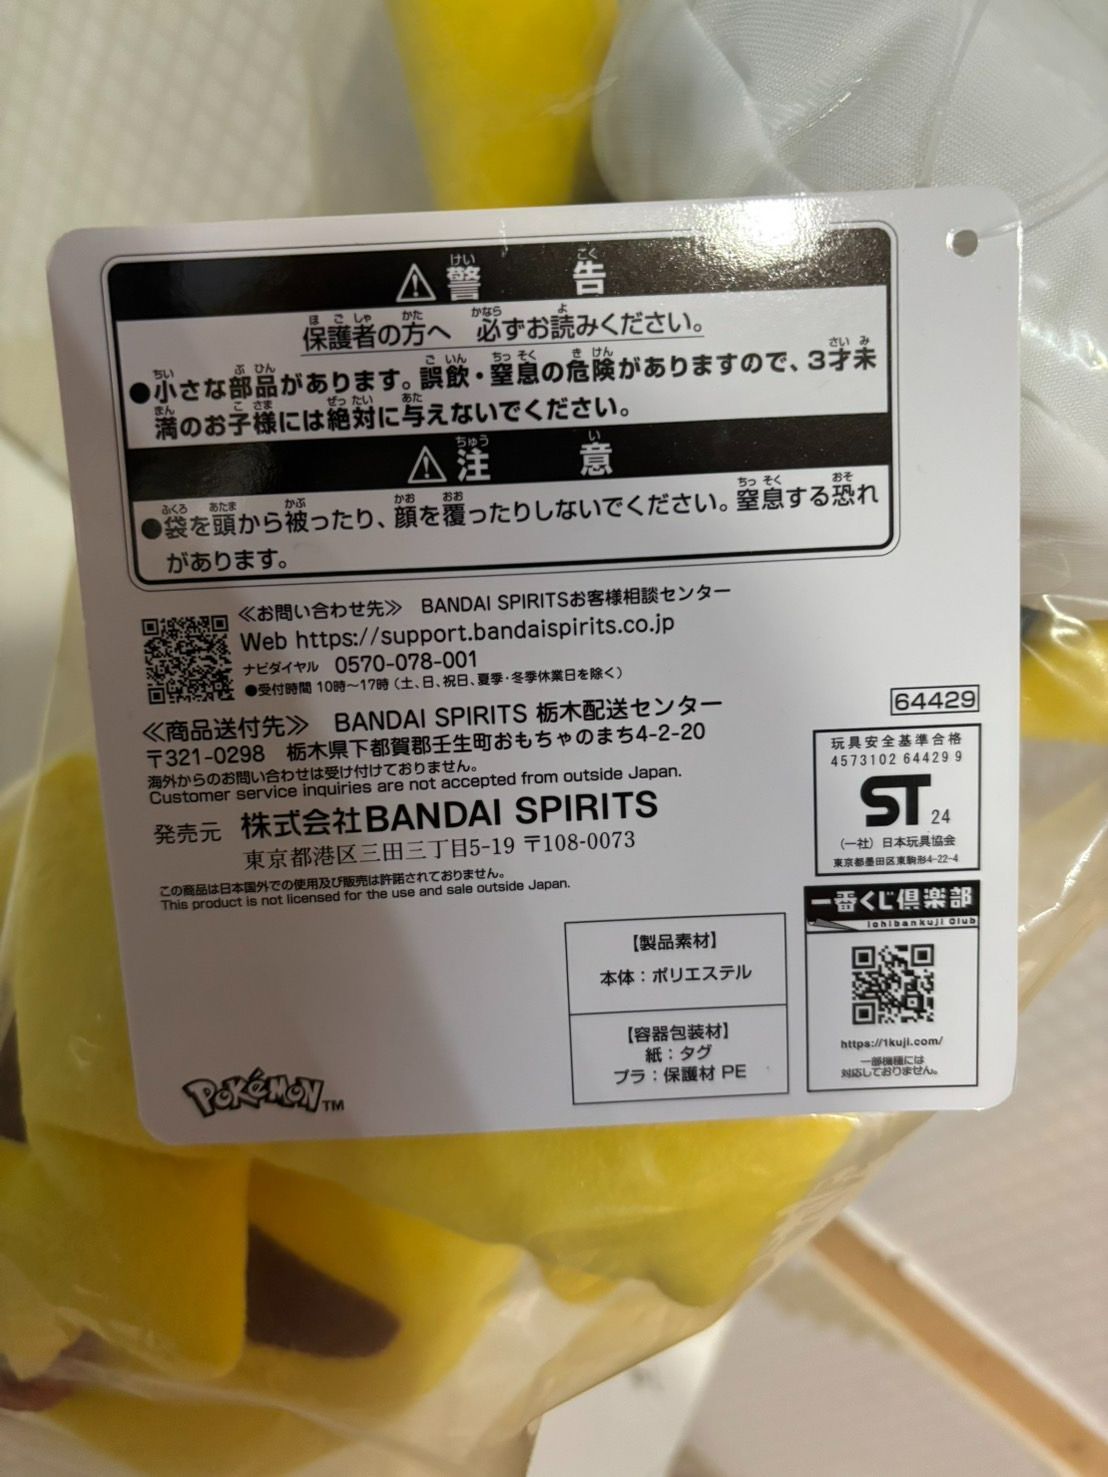 ⚠警告
保護者の方へ 必ずお読みください。
●小さな部品があります。誤飲・窒息の危険がありますので、3才未
満のお子様には絶対に与えないでください。
⚠注意
●袋を頭から被ったり、顔を覆ったりしないでください。窒息する恐れ
があります。
≪お問い合わせ先≫ BANDAI SPIRITSお客様相談センター
Web https://support.bandaispirits.co.jp
ナビダイヤル 0570-078-001
●受付時間 10時～17時（土、日、祝日、夏季・冬季休業日を除く）
≪商品送付先≫ BANDAI SPIRITS 栃木配送センター
〒321-0298 栃木県下都賀郡壬生町おもちゃのまち4-2-20
海外からのお問い合わせは受け付けておりません。
Customer service inquiries are not accepted from outside Japan.
発売元 株式会社BANDAI SPIRITS
東京都港区三田三丁目5-19 〒108-0073
この商品は日本国外での使用及び販売は許諾されておりません。
This product is not licensed for the use and sale outside Japan.
64429
玩具安全基準合格
4573102 64429 9
ST 24
(一社) 日本玩具協会
東京都墨田区東駒形4-22-4
一番くじ倶楽部
Ichibankuji Club
https://1kuji.com/
一部機種には
対応しておりません。
【製品素材】
本体：ポリエステル
【容器包装材】
紙：タグ
プラ：保護材 PE
POKéMON TM